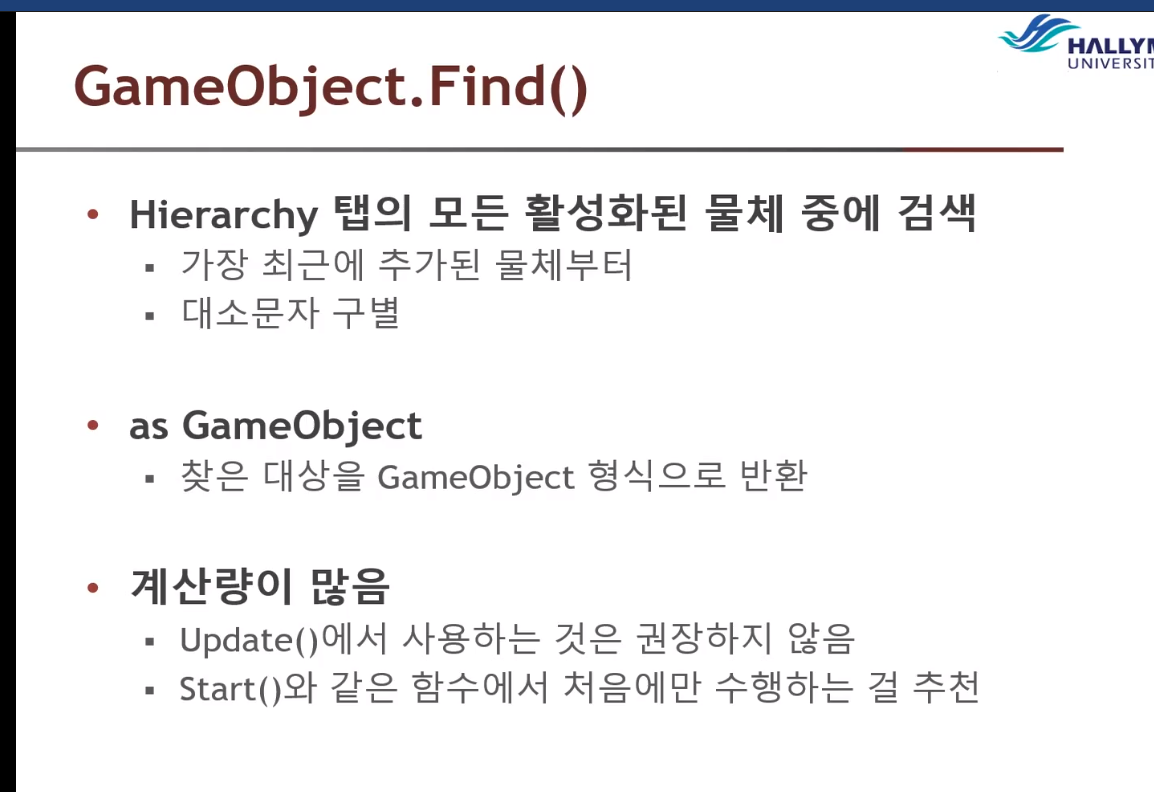 HALLYM
UNIVERSIT
GameObject.Find()
• Hierarchy 탭의 모든 활성화된 물체 중에 검색
▪ 가장 최근에 추가된 물체부터
▪ 대소문자 구별
• as GameObject
▪ 찾은 대상을 GameObject 형식으로 반환
• 계산량이 많음
▪ Update()에서 사용하는 것은 권장하지 않음
▪ Start()와 같은 함수에서 처음에만 수행하는 걸 추천